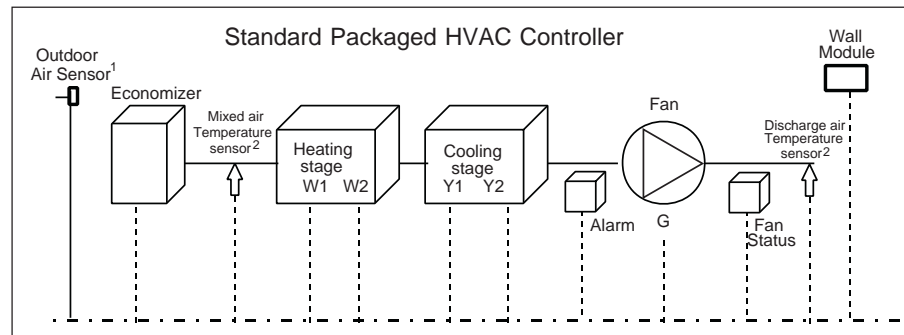 Standard Packaged HVAC Controller
Outdoor
Air Sensor1
Economizer
Mixed air
Temperature
sensor2
Heating
stage
W1 W2
Cooling
stage
Y1 Y2
Alarm
Fan
G
Fan
Status
Discharge air
Temperature
sensor2
Wall
Module